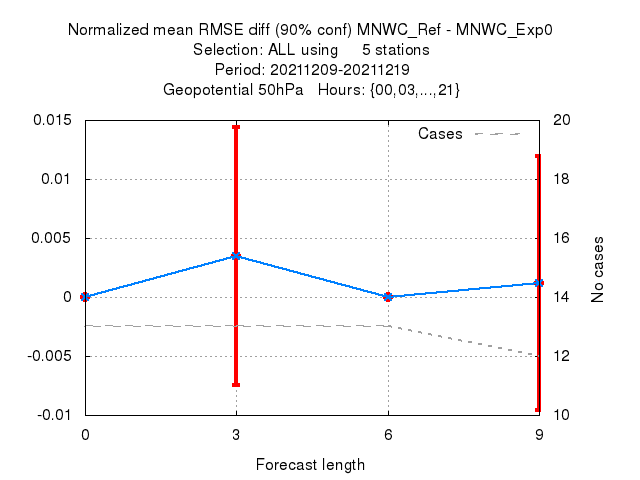 Normalized mean RMSE diff (90% conf) MNWC_Ref - MNWC_Exp0
Selection: ALL using     5 stations
Period: 20211209-20211219
Geopotential 50hPa   Hours: {00,03,...,21}
Cases
0.015
0.01
0.005
0
-0.005
-0.01
20
18
16
14
12
10
No cases
0 3 6 9
Forecast length